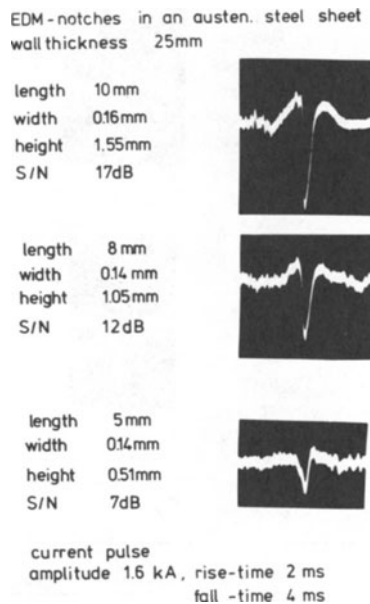 EDM-notches in an austen. steel sheet
wall thickness 25mm
length 10mm
width 0.16mm
height 1.55mm
S/N 17dB
length 8mm
width 0.14mm
height 1.05mm
S/N 12dB
length 5mm
width 0.14mm
height 0.51mm
S/N 7dB
current pulse
amplitude 1.6 kA, rise-time 2 ms
fall-time 4 ms